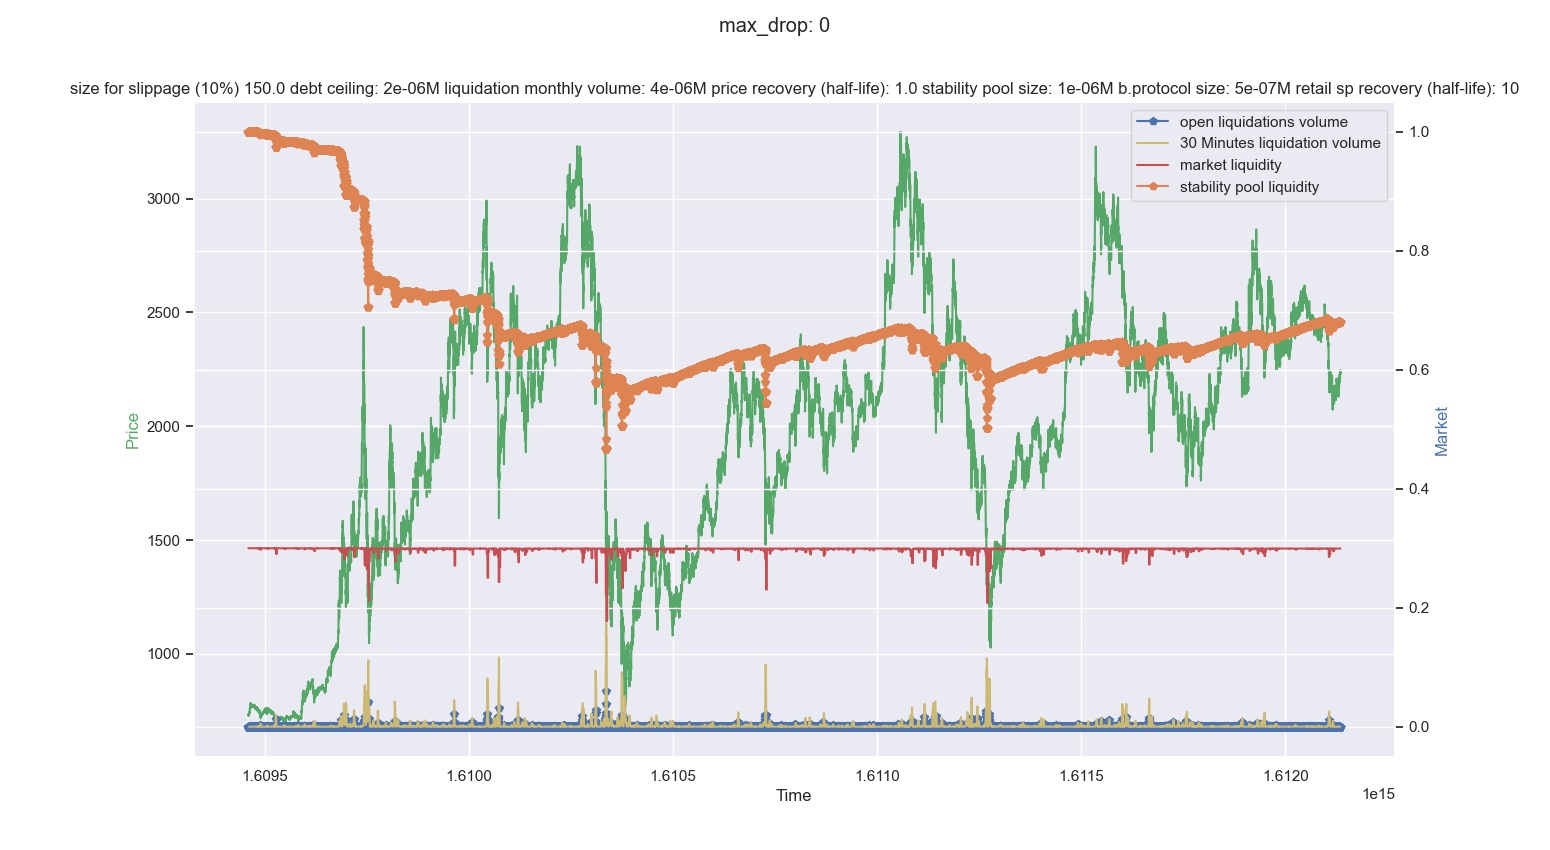 max_drop: 0
size for slippage (10%) 150.0 debt ceiling: 2e-06M liquidation monthly volume: 4e-06M price recovery (half-life): 1.0 stability pool size: 1e-06M b.protocol size: 5e-07M retail sp recovery (half-life): 10
open liquidations volume
30 Minutes liquidation volume
market liquidity
stability pool liquidity
3000
2500
2000
1500
1000
Price
1.0
0.8
0.6
0.4
0.2
0.0
Market
1.6095 1.6100 1.6105 1.6110 1.6115 1.6120
Time
1e15